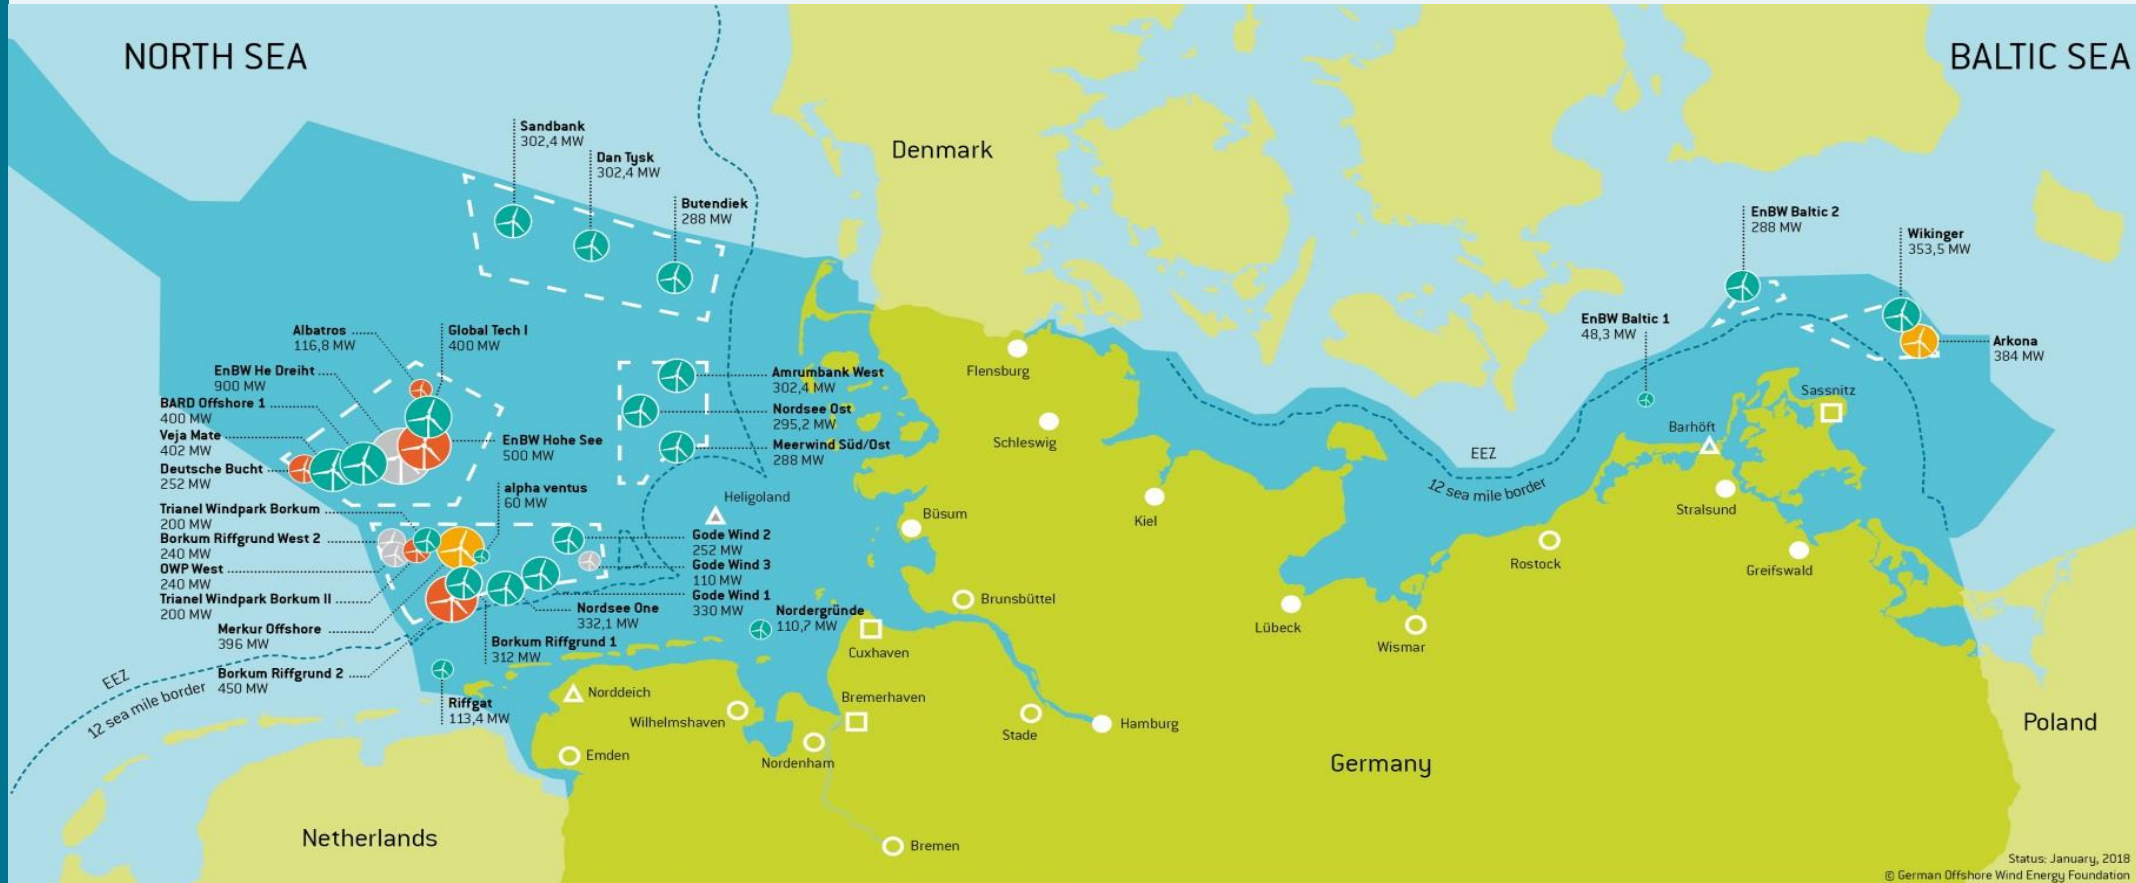 NORTH SEA
BALTIC SEA
Sandbank
302,4 MW
Dan Tysk
302,4 MW
Butendiek
288 MW
Denmark
EnBW Baltic 2
288 MW
Wikinger
353,5 MW
EnBW Baltic 1
48,3 MW
Arkona
384 MW
Albatros
116,8 MW
Global Tech I
400 MW
EnBW He Dreiht
900 MW
BARD Offshore 1
400 MW
Veja Mate
402 MW
Deutsche Bucht
252 MW
EnBW Hohe See
500 MW
Amrumbank West
302,4 MW
Nordsee Ost
295,2 MW
Meerwind Süd/Ost
288 MW
alpha ventus
60 MW
Trianel Windpark Borkum
200 MW
Borkum Riffgrund West 2
240 MW
OWP West
240 MW
Trianel Windpark Borkum II
200 MW
Merkur Offshore
396 MW
Borkum Riffgrund 2
450 MW
Gode Wind 2
252 MW
Gode Wind 3
110 MW
Gode Wind 1
330 MW
Nordsee One
332,1 MW
Borkum Riffgrund 1
312 MW
Nordergründe
110,7 MW
Riffgat
113,4 MW
EEZ
12 sea mile border
Heligoland
Flensburg
Schleswig
Kiel
Büsum
Brunsbüttel
Cuxhaven
Bremerhaven
Norddeich
Wilhelmshaven
Emden
Nordenham
Stade
Hamburg
Bremen
Lübeck
Wismar
Rostock
EEZ
12 sea mile border
Barhöft
Sassnitz
Stralsund
Greifswald
Netherlands
Germany
Poland
Status: January, 2018
© German Offshore Wind Energy Foundation